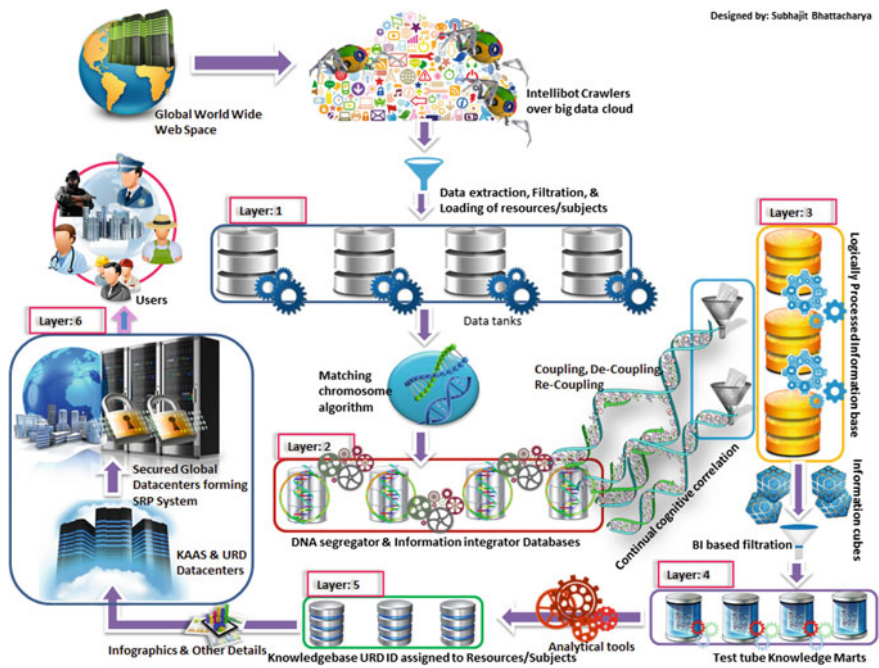 Designed by: Subhajit Bhattacharya
Global World Wide
Web Space
Intellibot Crawlers
over big data cloud
Data extraction, Filtration, &
Loading of resources/subjects
Layer: 1
Data tanks
Layer: 3
Logically Processed Information base
Users
Layer: 6
Matching
chromosome
algorithm
Coupling, De-Coupling,
Re-Coupling
Continual cognitive correlation
Layer: 2
DNA segregator & Information integrator Databases
Secured Global
Datacenters forming
SRP System
KAAS & URD
Datacenters
Information cubes
BI based filtration
Layer: 4
Test tube Knowledge Marts
Analytical tools
Layer: 5
Knowledgebase URD ID assigned to Resources/Subjects
Infographics & Other Details